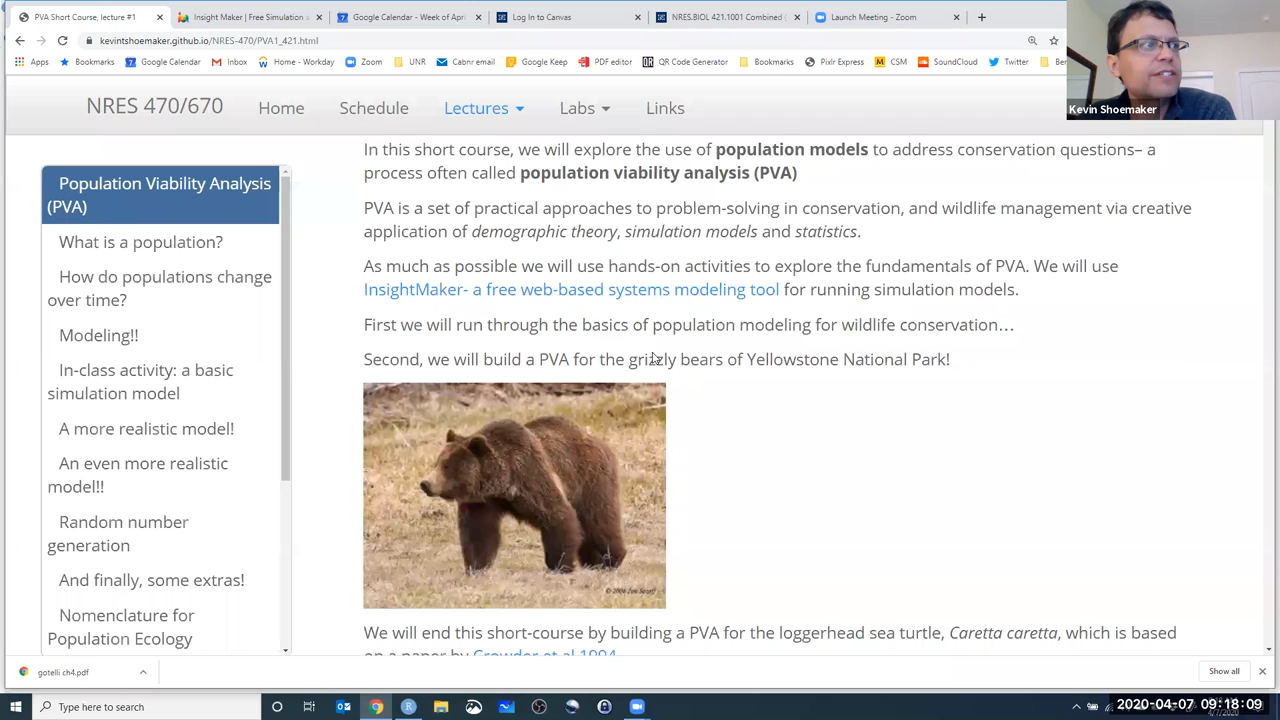 PVA Short Course, lecture #1
Insight Maker | Free Simulation a
Google Calendar - Week of Apri
Log In to Canvas
NRES.BIOL 421.1001 Combined (
Launch Meeting - Zoom
kevintshoemaker.github.io/NRES-470/PVA1_421.html
Apps
Bookmarks
Google Calendar
Inbox
Home - Workday
Zoom
UNR
Cabnr email
Google Keep
PDF editor
QR Code Generator
Bookmarks
Pixlr Express
CSM
SoundCloud
Twitter
Ber
Kevin Shoemaker
NRES 470/670
Home
Schedule
Lectures
Labs
Links
Population Viability Analysis
(PVA)
What is a population?
How do populations change
over time?
Modeling!!
In-class activity: a basic
simulation model
A more realistic model!
An even more realistic
model!!
Random number
generation
And finally, some extras!
Nomenclature for
Population Ecology
In this short course, we will explore the use of population models to address conservation questions– a
process often called population viability analysis (PVA)
PVA is a set of practical approaches to problem-solving in conservation, and wildlife management via creative
application of demographic theory, simulation models and statistics.
As much as possible we will use hands-on activities to explore the fundamentals of PVA. We will use
InsightMaker- a free web-based systems modeling tool for running simulation models.
First we will run through the basics of population modeling for wildlife conservation…
Second, we will build a PVA for the grizzly bears of Yellowstone National Park!
We will end this short-course by building a PVA for the loggerhead sea turtle, Caretta caretta, which is based
on a paper by Crowder et al 1994
gotelli ch4.pdf
Show all
Type here to search
2020-04-07 09:18:09